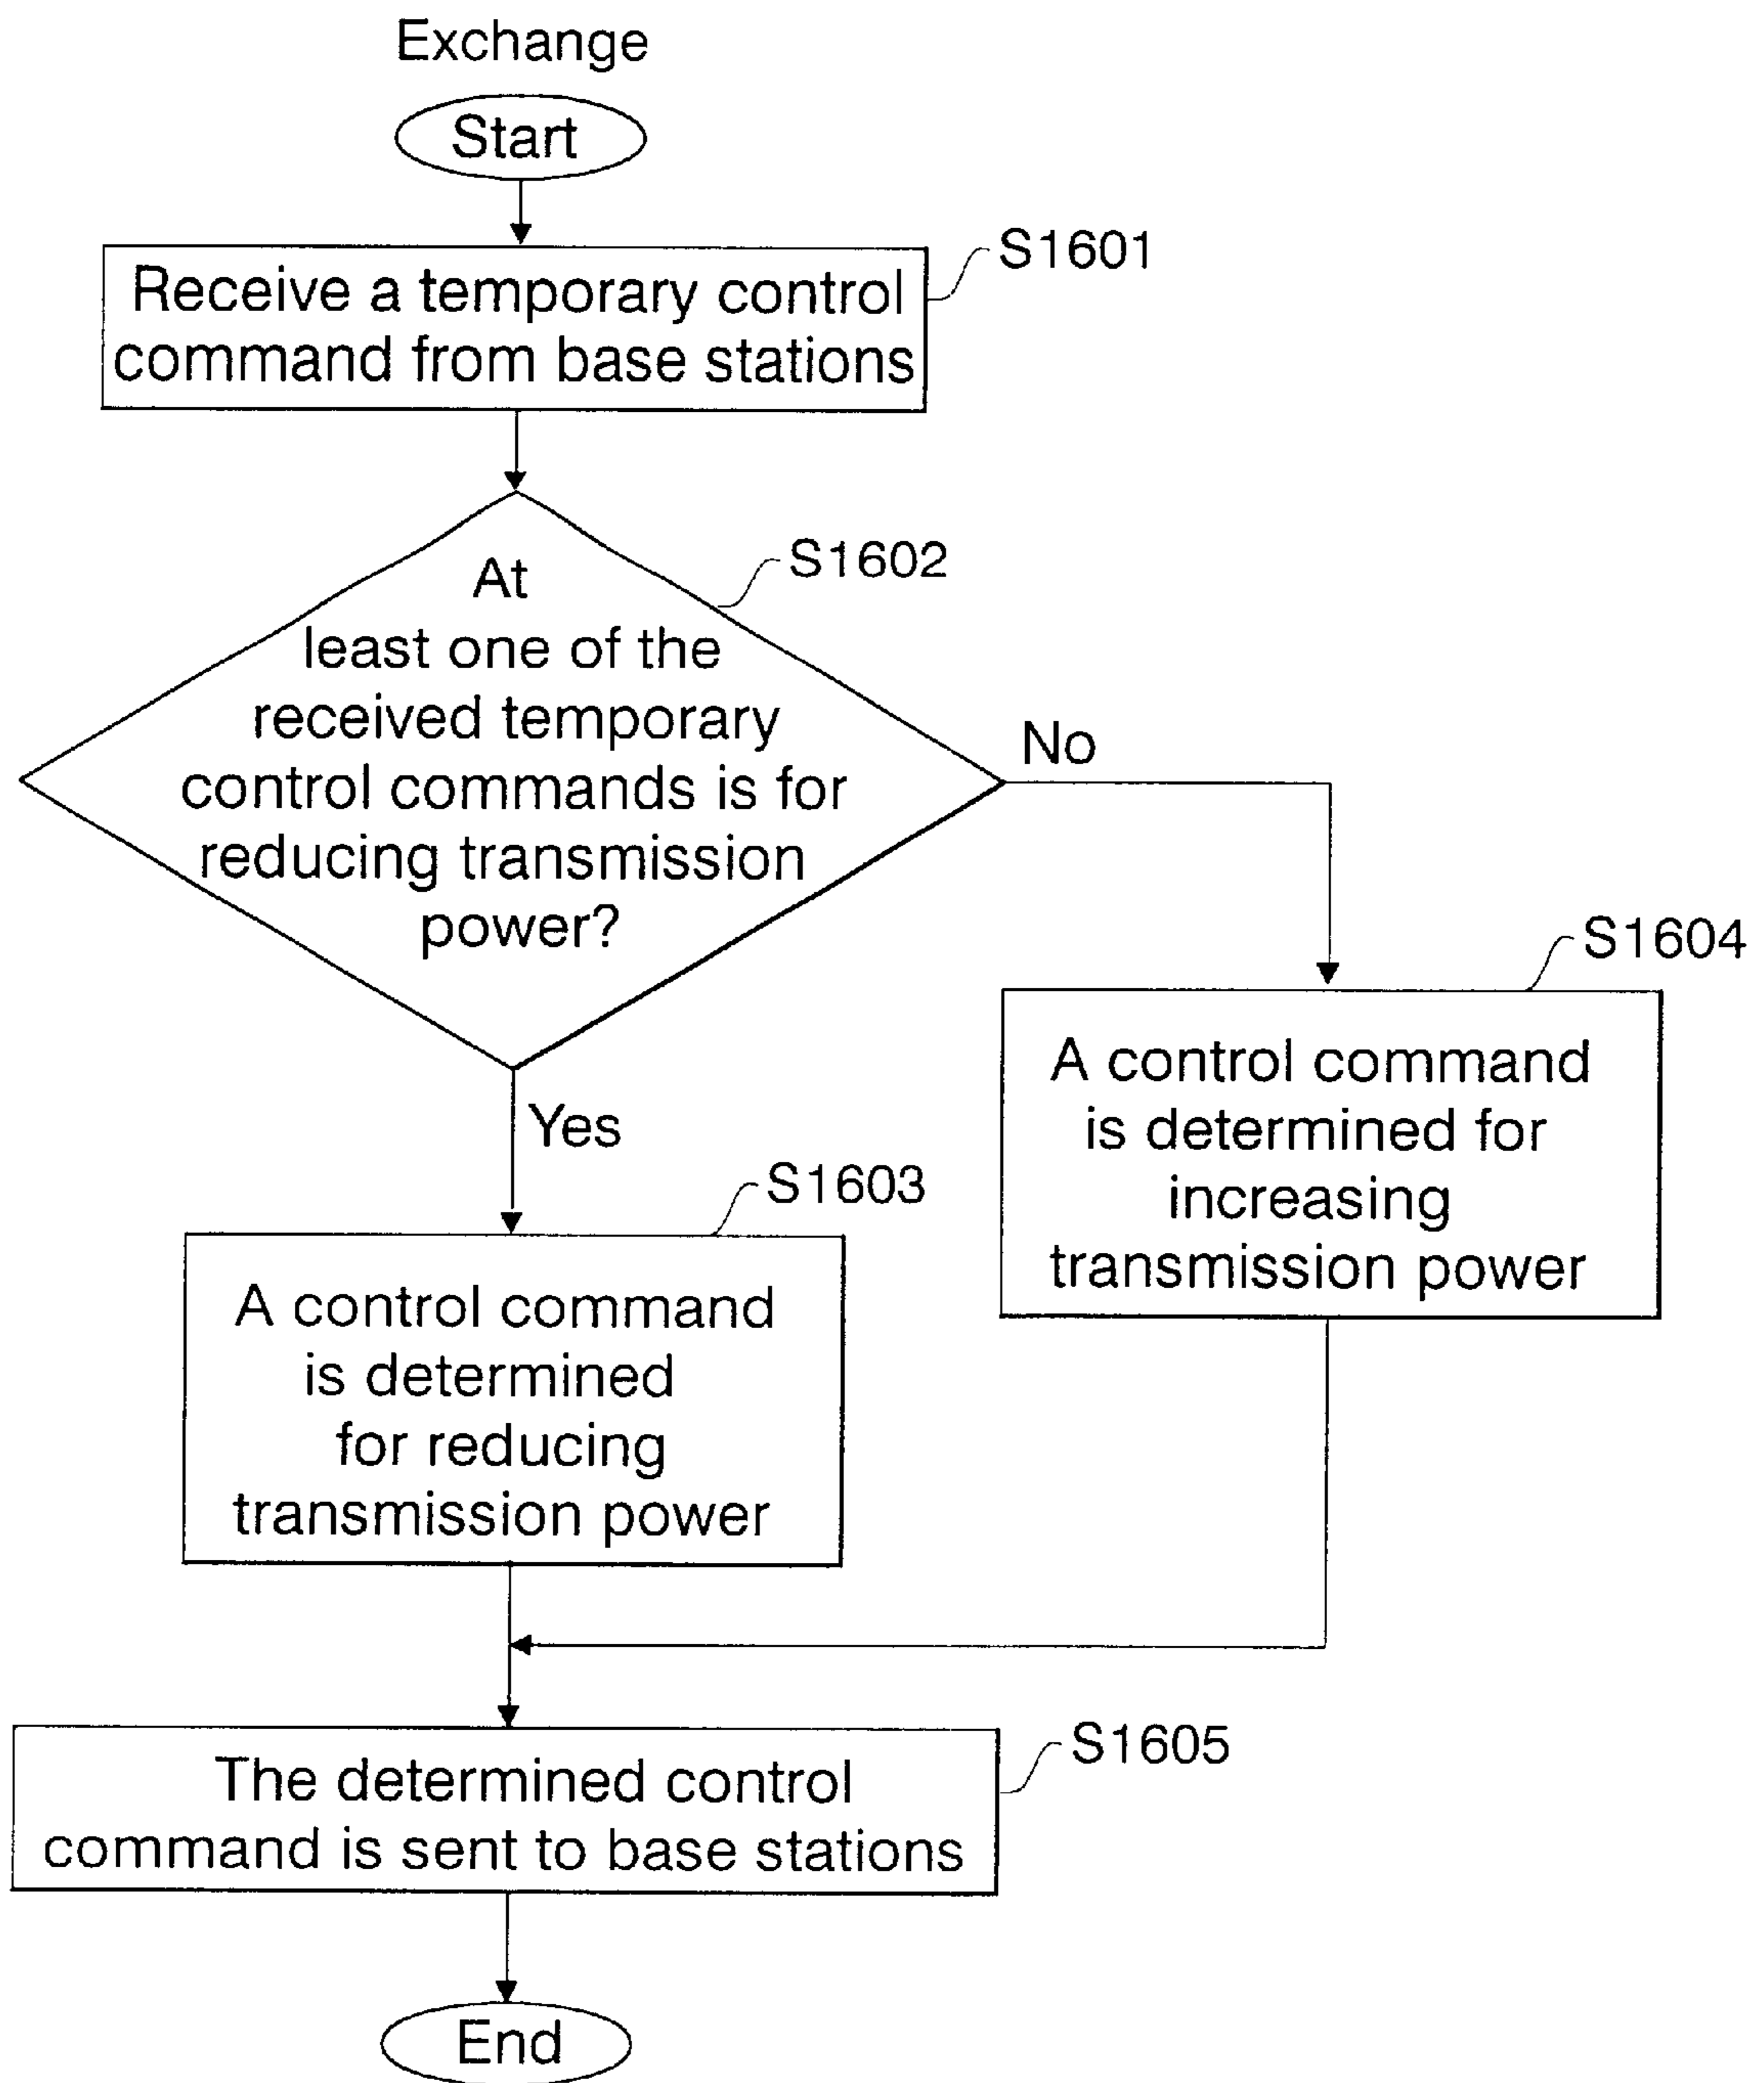 Exchange
Start
S1601
Receive a temporary control
command from base stations
S1602
At
least one of the
received temporary
control commands is for
reducing transmission
power?
No
Yes
S1604
A control command
is determined for
increasing
transmission power
S1603
A control command
is determined
for reducing
transmission power
S1605
The determined control
command is sent to base stations
End